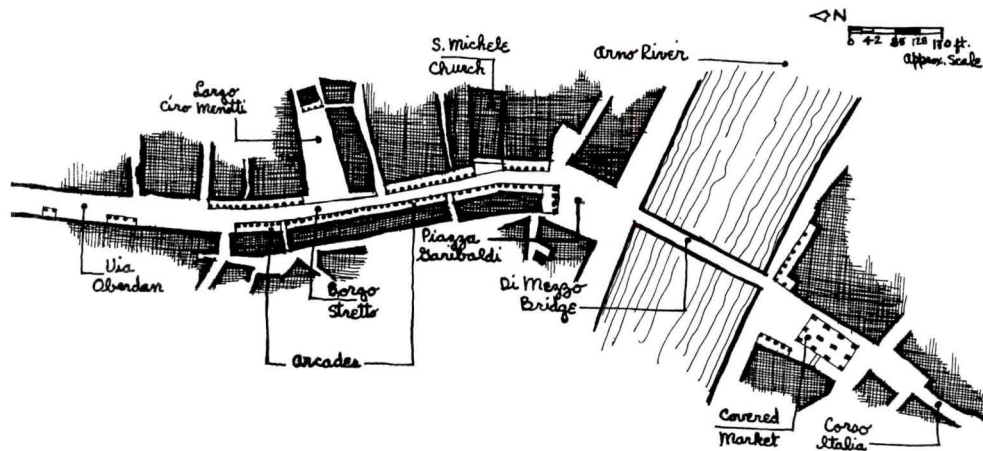 N
0 42 85 128 180 ft.
Approx. Scale
S. Michele
Church
Arno River
Largo
Ciro Menotti
Via
Oberdan
Borgo
Stretto
Arcades
Piazza
Garibaldi
Di Mezzo
Bridge
Covered
Market
Corso
Italia